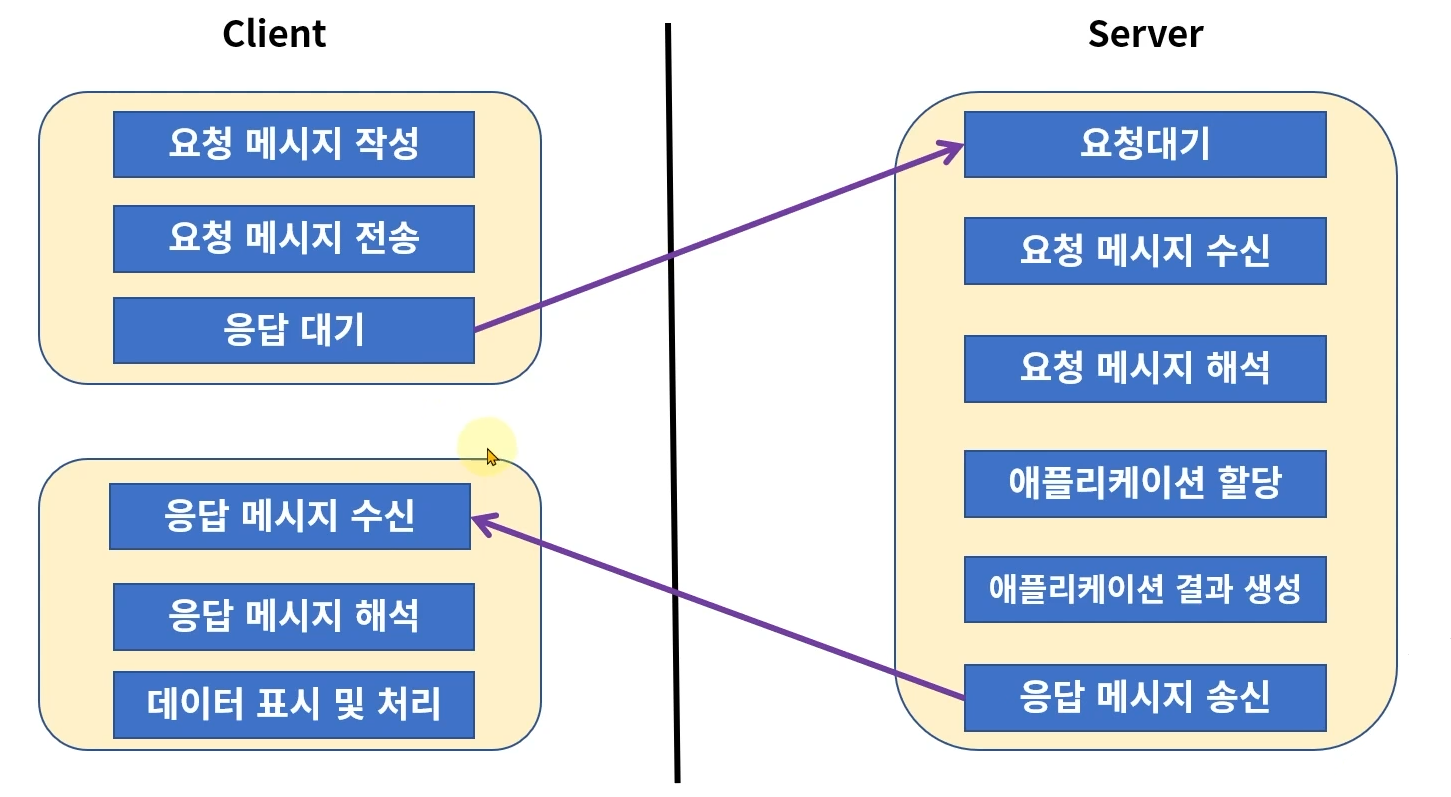 Client
요청 메시지 작성
요청 메시지 전송
응답 대기
응답 메시지 수신
응답 메시지 해석
데이터 표시 및 처리
Server
요청대기
요청 메시지 수신
요청 메시지 해석
애플리케이션 할당
애플리케이션 결과 생성
응답 메시지 송신